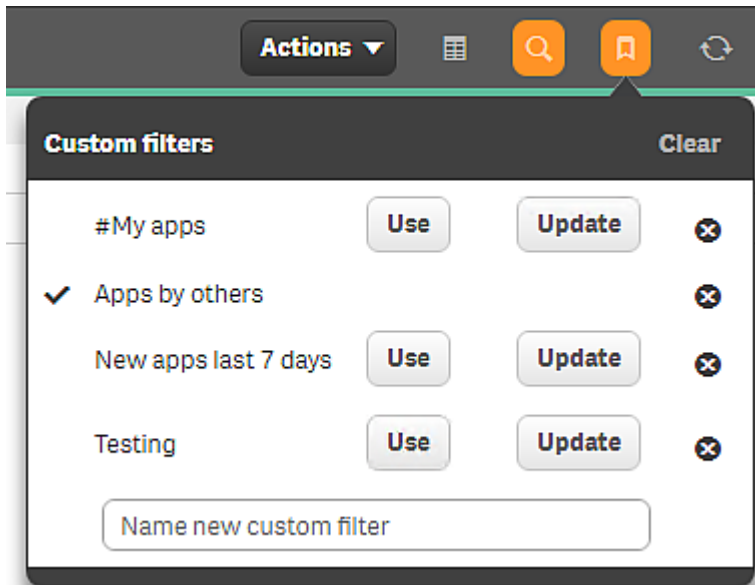 Actions
Custom filters Clear
#My apps Use Update
Apps by others
New apps last 7 days Use Update
Testing Use Update
Name new custom filter